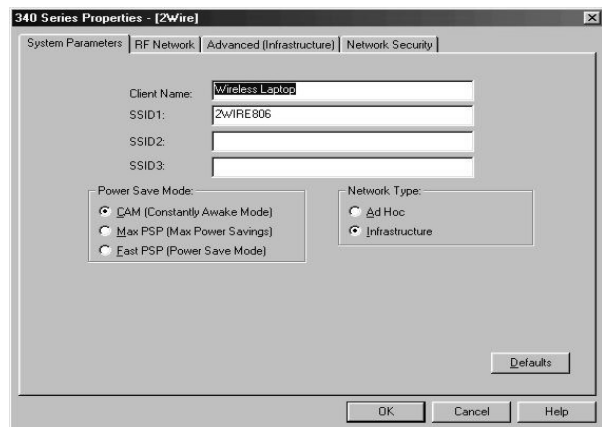 340 Series Properties - [2Wire]
System Parameters RF Network Advanced (Infrastructure) Network Security
Client Name: Wireless Laptop
SSID1: 2WIRE806
SSID2:
SSID3:
Power Save Mode:
CAM (Constantly Awake Mode)
Max PSP (Max Power Savings)
Fast PSP (Power Save Mode)
Network Type:
Ad Hoc
Infrastructure
Defaults
OK Cancel Help